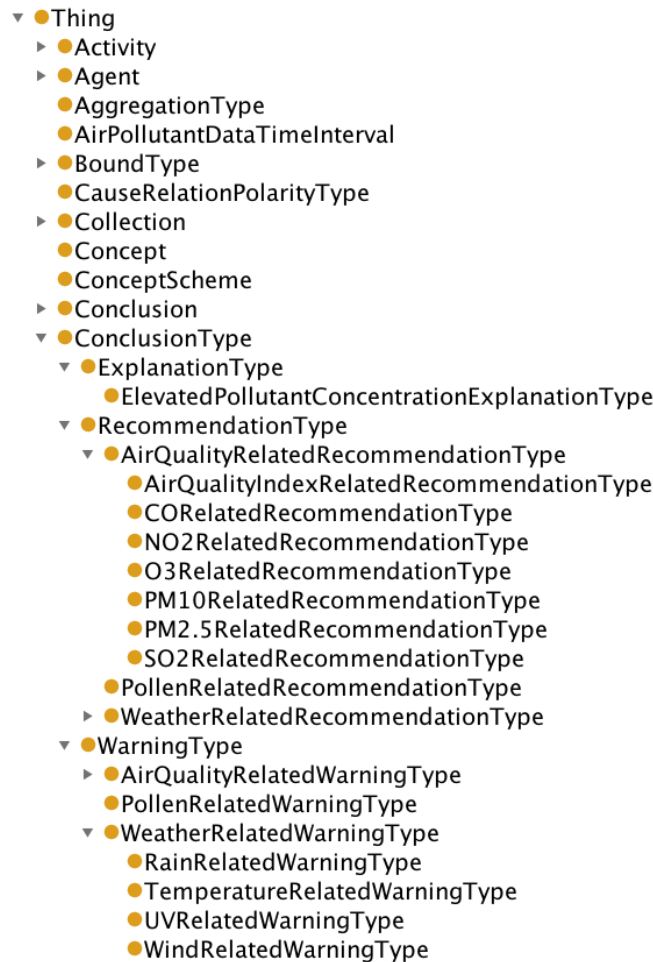 Thing
Activity
Agent
AggregationType
AirPollutantDataTimeInterval
BoundType
CauseRelationPolarityType
Collection
Concept
ConceptScheme
Conclusion
ConclusionType
ExplanationType
ElevatedPollutantConcentrationExplanationType
RecommendationType
AirQualityRelatedRecommendationType
AirQualityIndexRelatedRecommendationType
CORelatedRecommendationType
NO2RelatedRecommendationType
O3RelatedRecommendationType
PM10RelatedRecommendationType
PM2.5RelatedRecommendationType
SO2RelatedRecommendationType
PollenRelatedRecommendationType
WeatherRelatedRecommendationType
WarningType
AirQualityRelatedWarningType
PollenRelatedWarningType
WeatherRelatedWarningType
RainRelatedWarningType
TemperatureRelatedWarningType
UVRelatedWarningType
WindRelatedWarningType